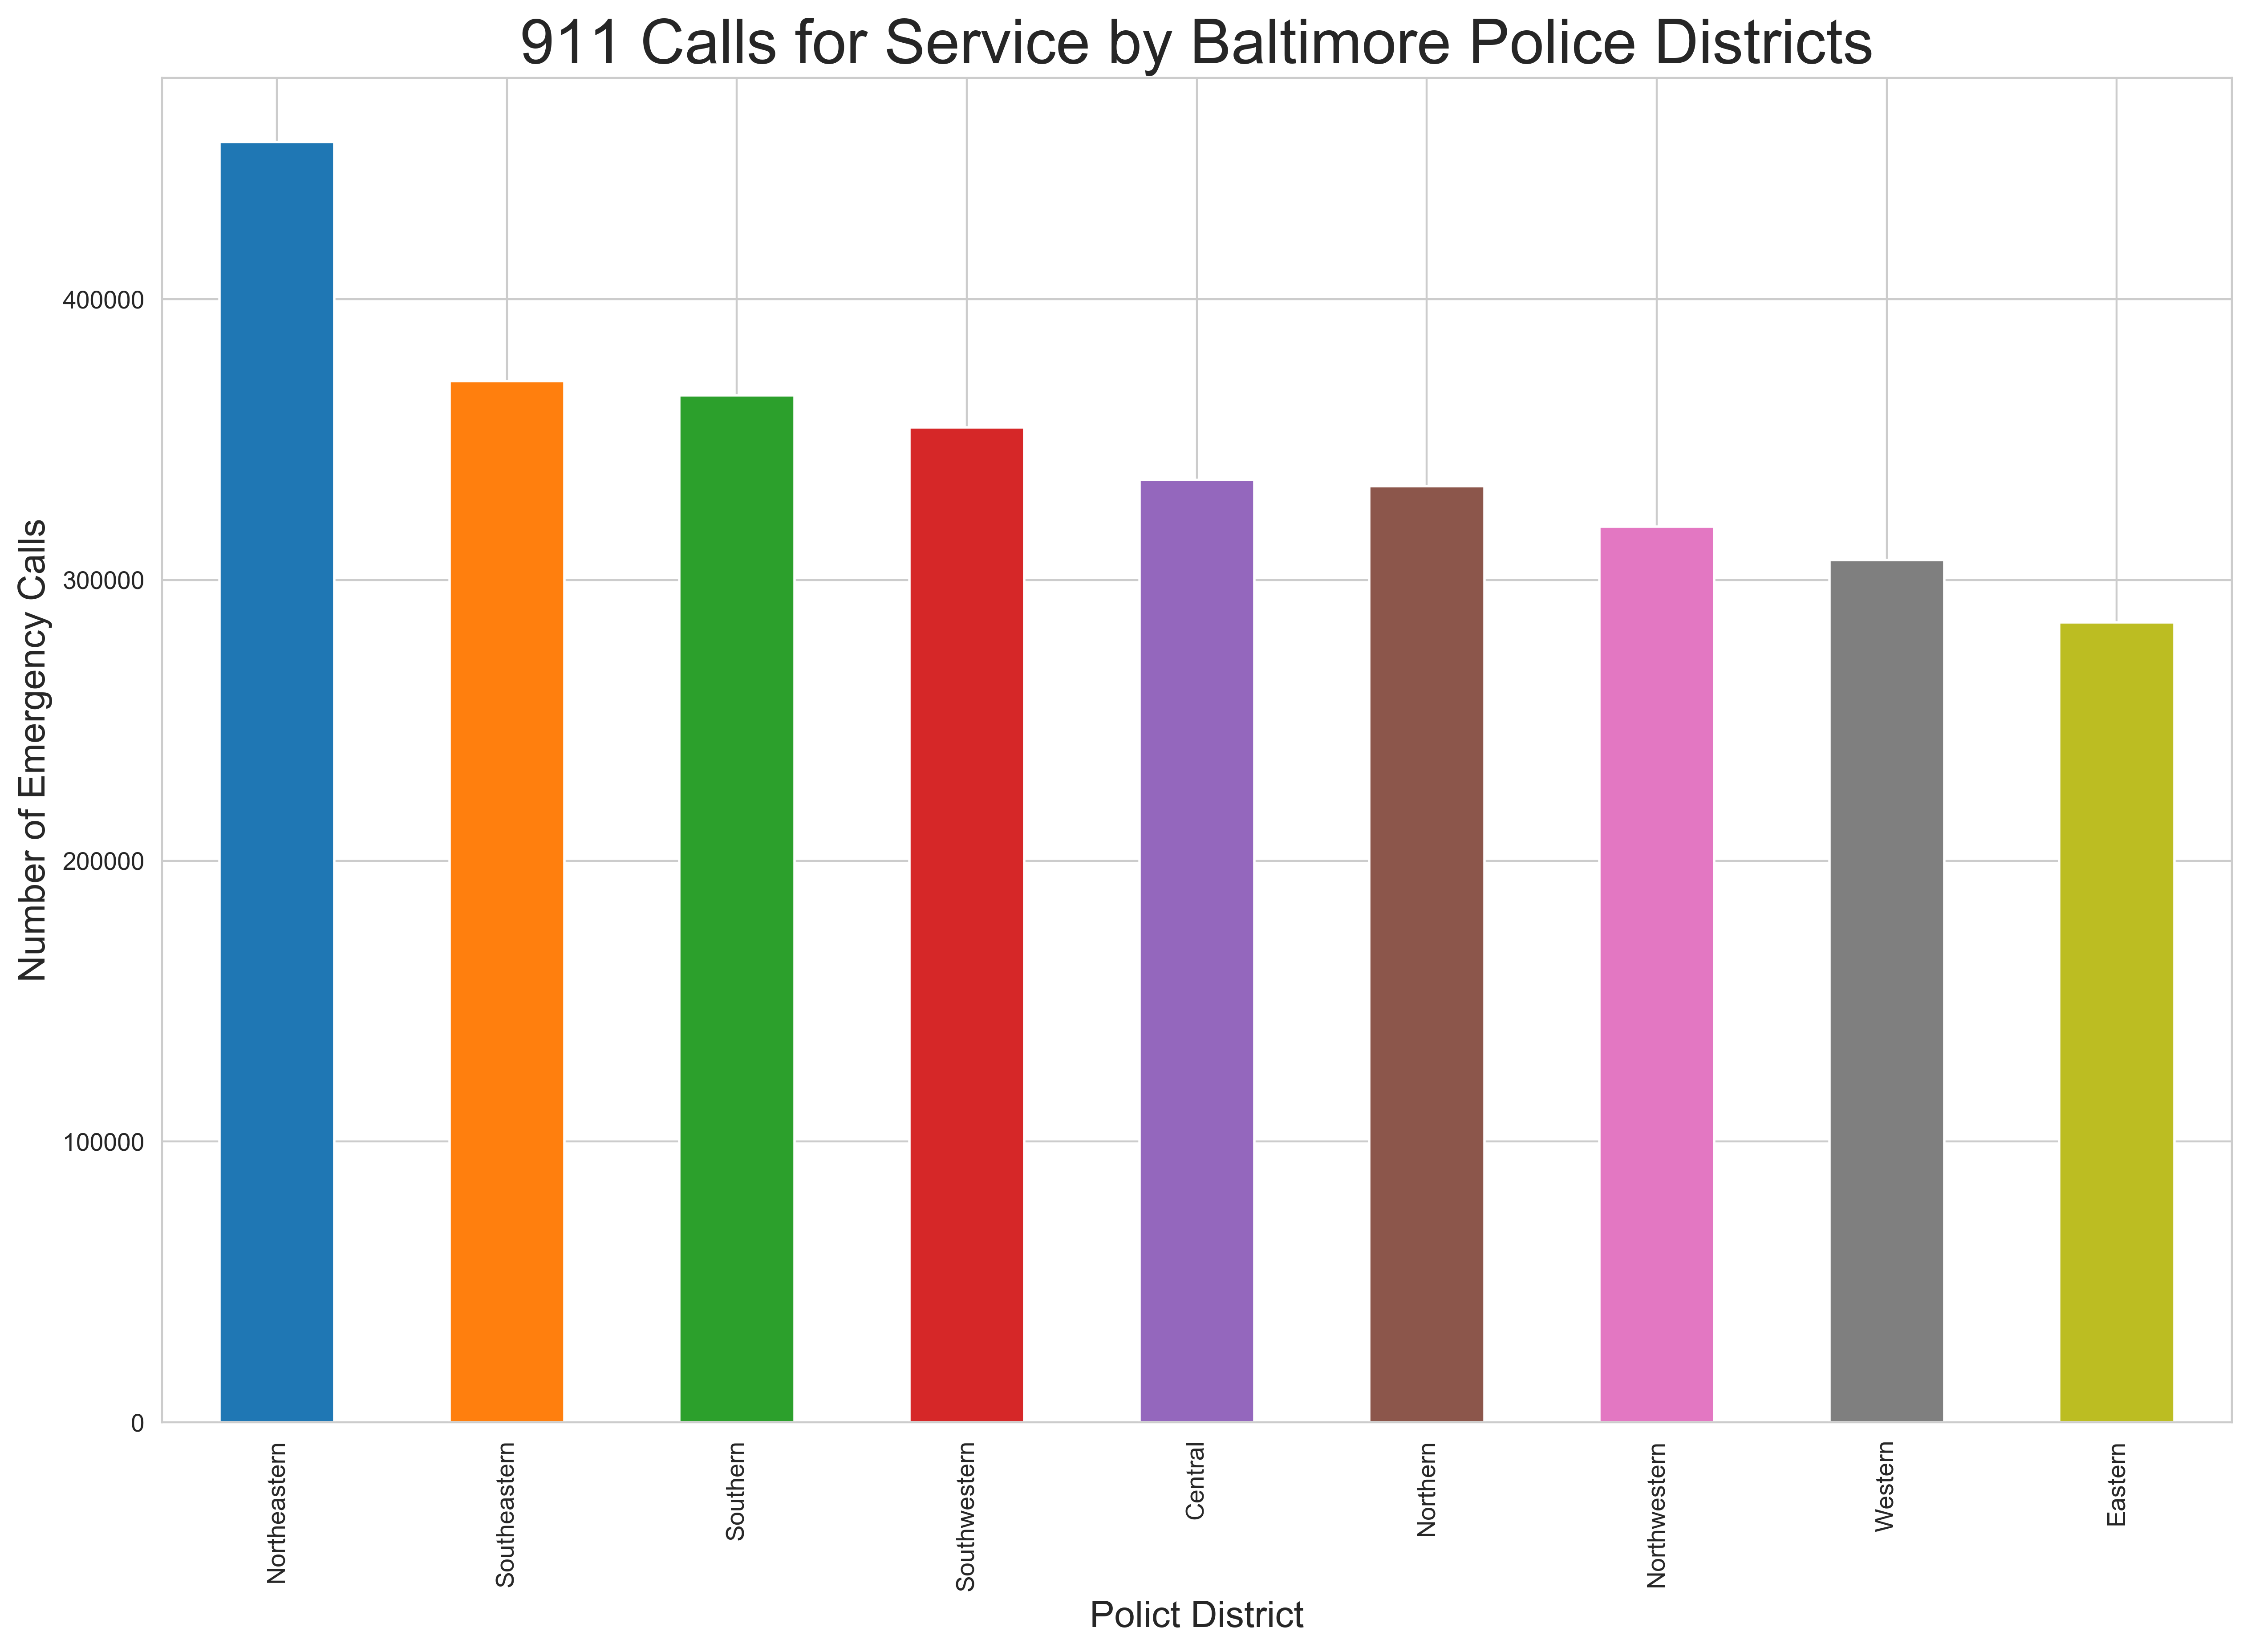 911 Calls for Service by Baltimore Police Districts
Number of Emergency Calls
400000
300000
200000
100000
0
Northeastern
Southeastern
Southern
Southwestern
Central
Northern
Northwestern
Western
Eastern
Polict District